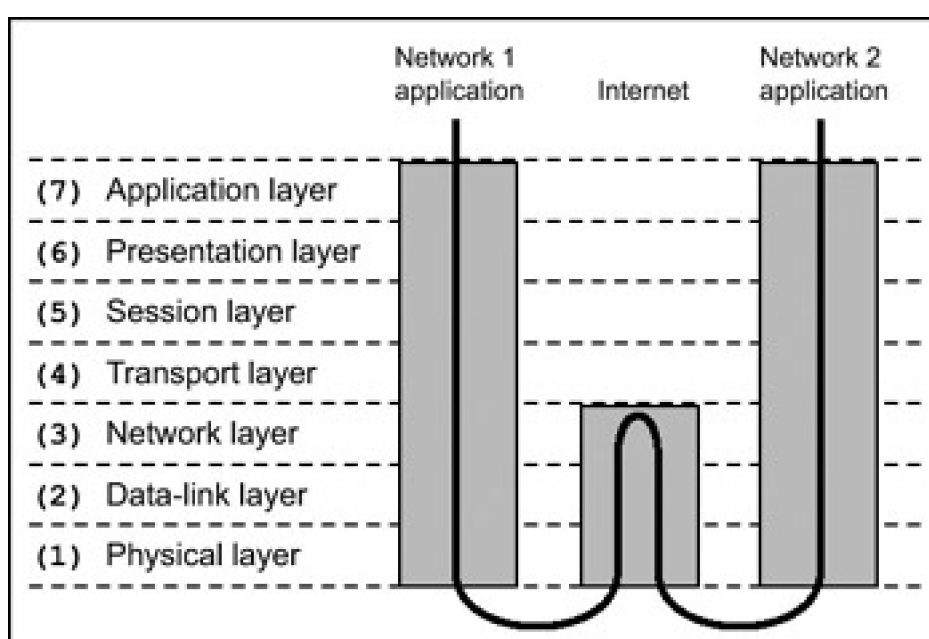 Network 1
application
Internet
Network 2
application
(7) Application layer
(6) Presentation layer
(5) Session layer
(4) Transport layer
(3) Network layer
(2) Data-link layer
(1) Physical layer